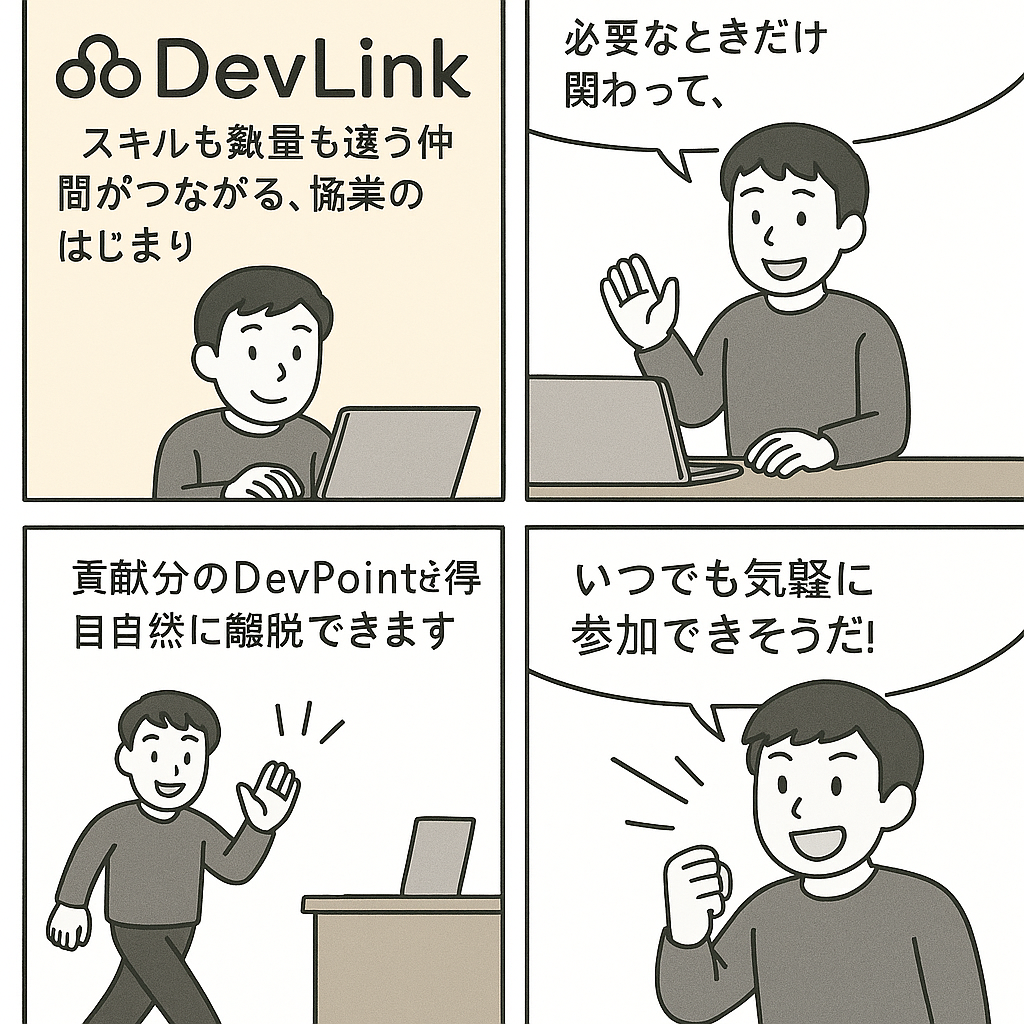 DevLink
スキルも量も違う仲
間がつながる、協業の
はじまり
必要なときだけ
関わって、
貢献分のDevPointを得
目自然に脱できます
いつでも気軽に
参加できそうだ!